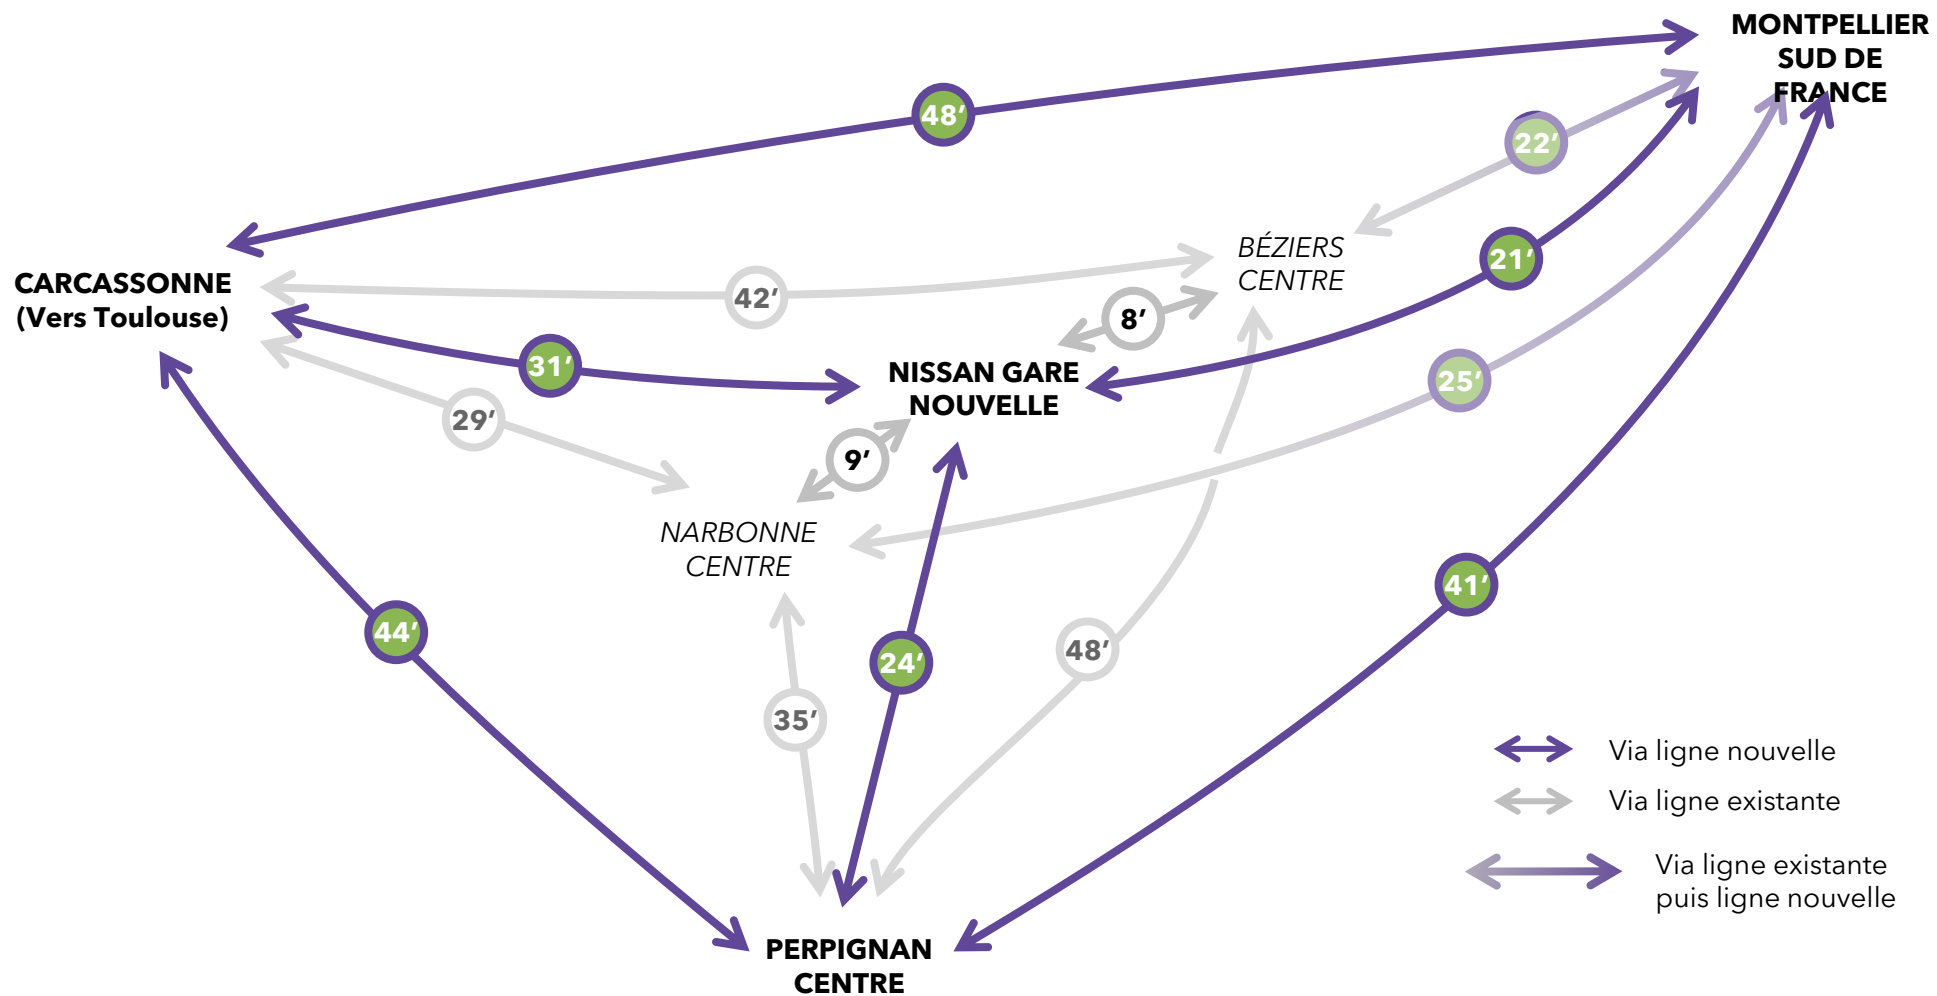 MONTPELLIER
SUD DE
FRANCE
48’
22’
BÉZIERS
CENTRE
21’
CARCASSONNE
(Vers Toulouse)
42’
8’
31’
NISSAN GARE
NOUVELLE
25’
29’
9’
NARBONNE
CENTRE
41’
44’
24’
48’
35’
Via ligne nouvelle
Via ligne existante
Via ligne existante
puis ligne nouvelle
PERPIGNAN
CENTRE